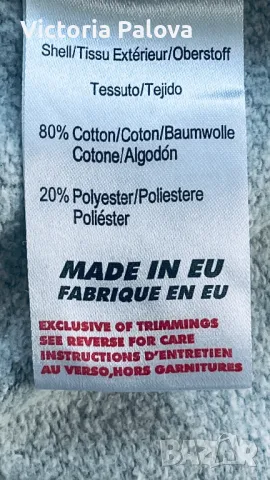 Victoria Palova
Shell/Tissu Extérieur/Oberstoff
Tessuto/Tejido
80% Cotton/Coton/Baumwolle
Cotone/Algodón
20% Polyester/Poliestere
Poliéster
MADE IN EU
FABRIQUE EN EU
EXCLUSIVE OF TRIMMINGS
SEE REVERSE FOR CARE
INSTRUCTIONS D'ENTRETIEN
AU VERSO,HORS GARNITURES
BAZAR